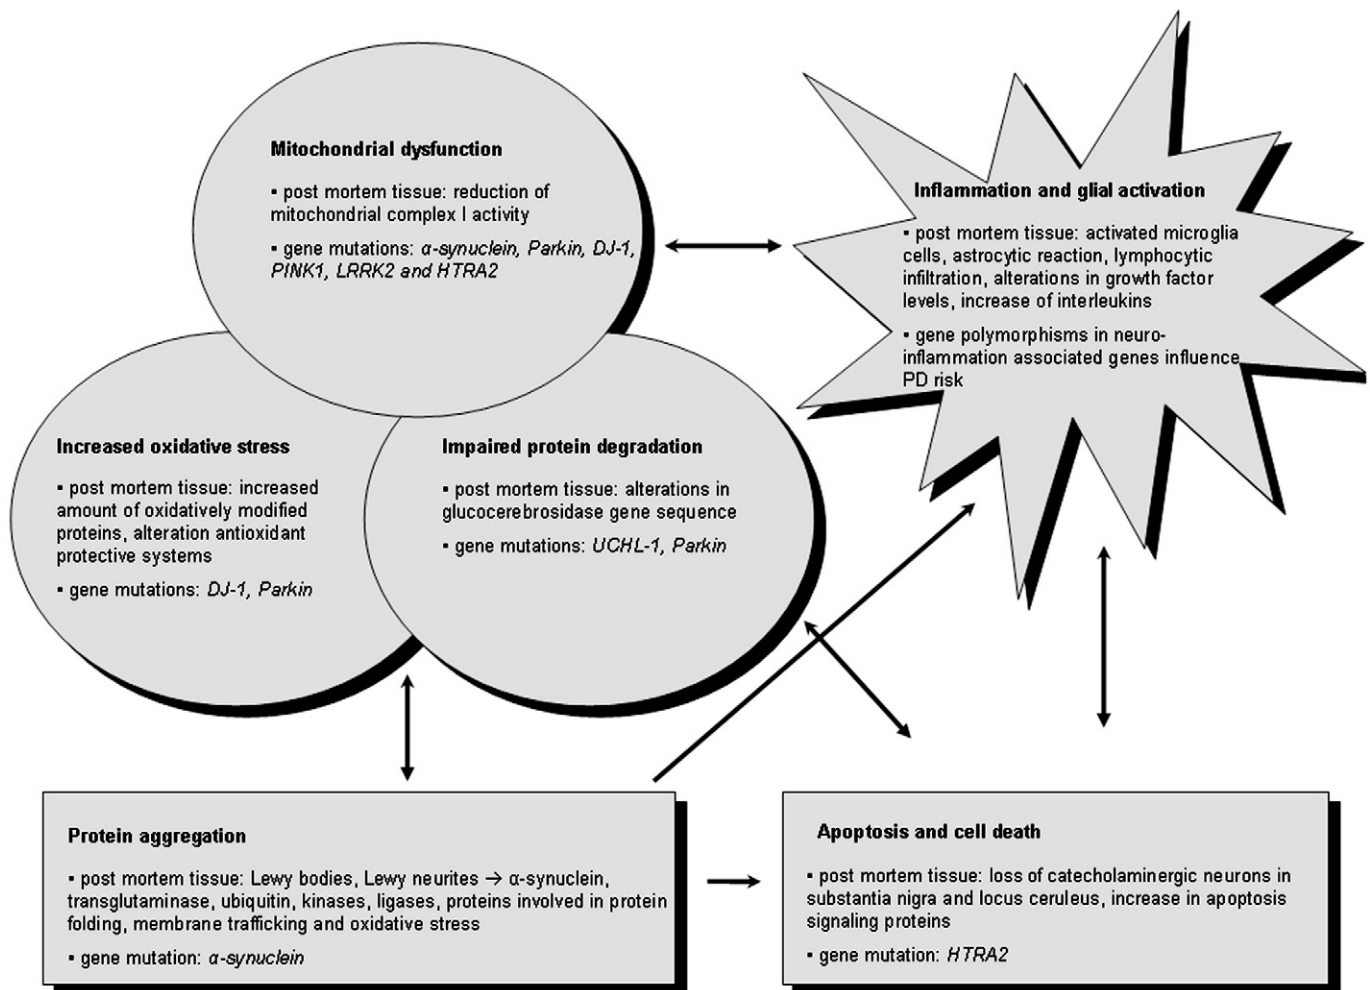 Mitochondrial dysfunction
▪ post mortem tissue: reduction of
mitochondrial complex I activity
▪ gene mutations: α-synuclein, Parkin, DJ-1,
PINK1, LRRK2 and HTRA2
Inflammation and glial activation
▪ post mortem tissue: activated microglia
cells, astrocytic reaction, lymphocytic
infiltration, alterations in growth factor
levels, increase of interleukins
▪ gene polymorphisms in neuro-
inflammation associated genes influence
PD risk
Increased oxidative stress
▪ post mortem tissue: increased
amount of oxidatively modified
proteins, alteration antioxidant
protective systems
▪ gene mutations: DJ-1, Parkin
Impaired protein degradation
▪ post mortem tissue: alterations in
glucocerebrosidase gene sequence
▪ gene mutations: UCHL-1, Parkin
Protein aggregation
▪ post mortem tissue: Lewy bodies, Lewy neurites → α-synuclein,
transglutaminase, ubiquitin, kinases, ligases, proteins involved in protein
folding, membrane trafficking and oxidative stress
▪ gene mutation: α-synuclein
Apoptosis and cell death
▪ post mortem tissue: loss of catecholaminergic neurons in
substantia nigra and locus ceruleus, increase in apoptosis
signaling proteins
▪ gene mutation: HTRA2